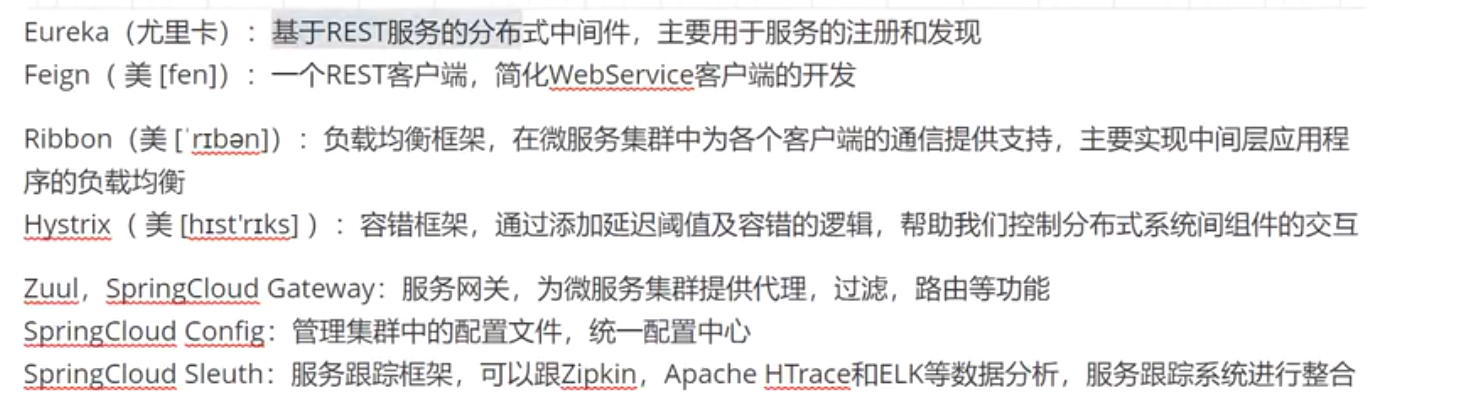 Eureka（尤里卡）：基于REST服务的分布式中间件，主要用于服务的注册和发现
Feign（ 美 [fen]）：一个REST客户端，简化WebService客户端的开发
Ribbon（美 [ˈrɪbən]）：负载均衡框架，在微服务集群中为各个客户端的通信提供支持，主要实现中间层应用程
序的负载均衡
Hystrix（ 美 [hɪst'rɪks] ）：容错框架，通过添加延迟阈值及容错的逻辑，帮助我们控制分布式系统间组件的交互
Zuul，SpringCloud Gateway：服务网关，为微服务集群提供代理，过滤，路由等功能
SpringCloud Config：管理集群中的配置文件，统一配置中心
SpringCloud Sleuth：服务跟踪框架，可以跟Zipkin，Apache HTrace和ELK等数据分析，服务跟踪系统进行整合